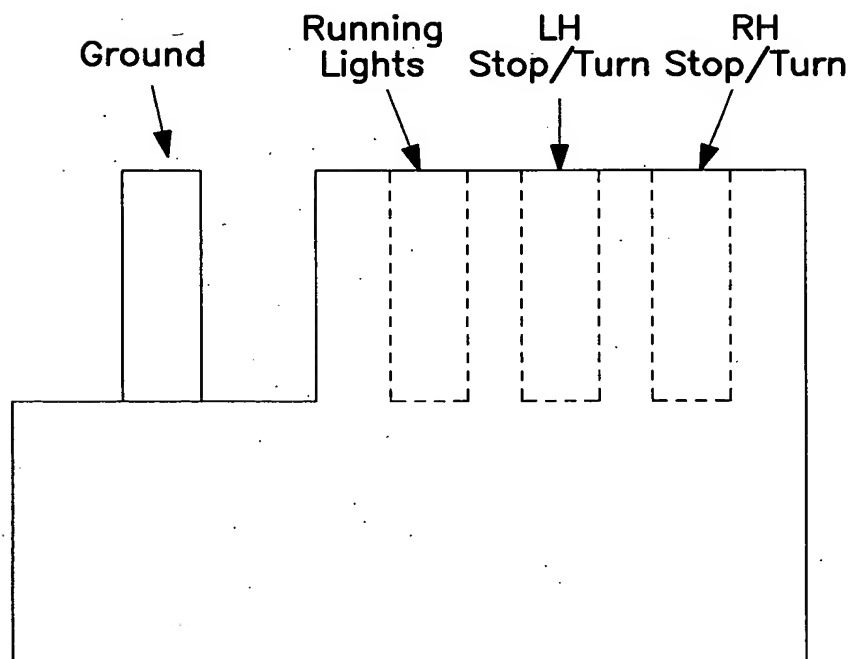 Ground
Running
Lights
LH
Stop/Turn
RH
Stop/Turn